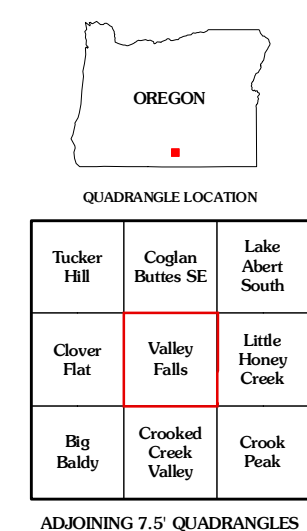 OREGON
QUADRANGLE LOCATION
Tucker
Hill
Coglan
Buttes SE
Lake
Abert
South
Clover
Flat
Valley
Falls
Little
Honey
Creek
Big
Baldy
Crooked
Creek
Valley
Crook
Peak
ADJOINING 7.5' QUADRANGLES